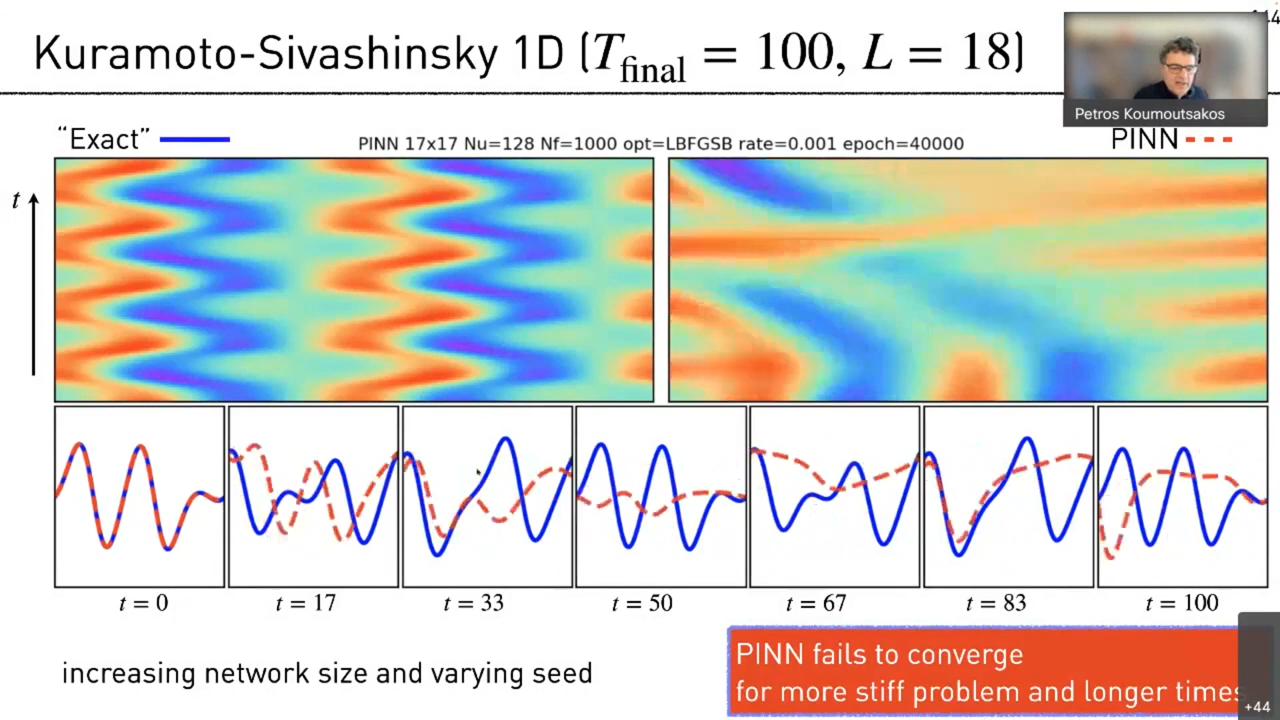 Kuramoto-Sivashinsky 1D (T_final = 100, L = 18)
Petros Koumoutsakos
"Exact"
PINN 17x17 Nu=128 Nf=1000 opt=LBFGSB rate=0.001 epoch=40000
PINN
t
t = 0
t = 17
t = 33
t = 50
t = 67
t = 83
t = 100
increasing network size and varying seed
PINN fails to converge
for more stiff problem and longer times
+44